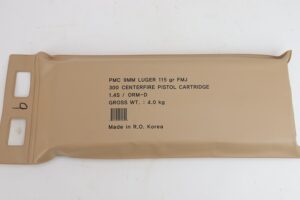 PMC 9MM LUGER 115 gr FMJ
300 CENTERFIRE PISTOL CARTRIDGE
1.4S / ORM-D
GROSS WT. : 4.0 kg
Made in R.O. Korea